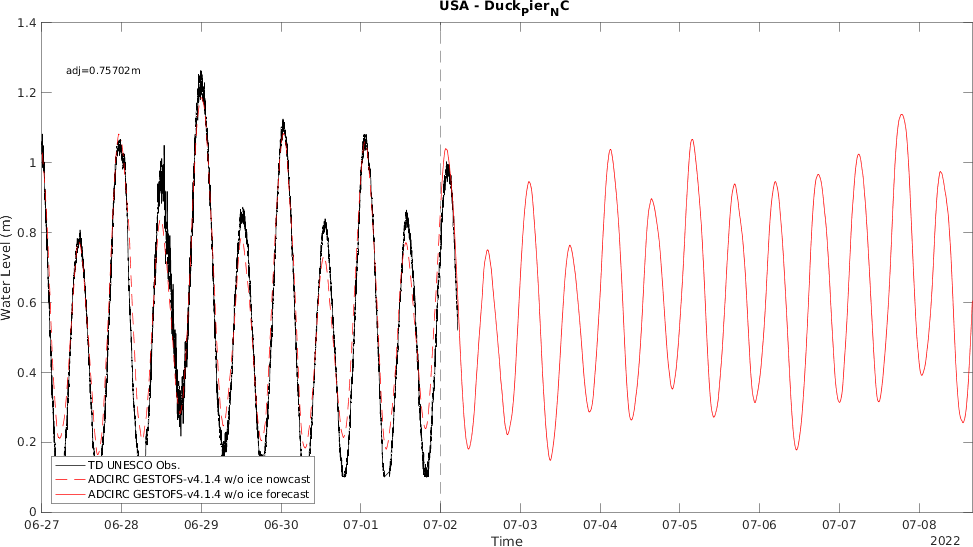 USA - DuckPierNC
1.4
1.2
1
0.8
0.6
0.4
0.2
0
Water Level (m)
adj=0.75702m
TD UNESCO Obs.
ADCIRC GESTOFS-v4.1.4 w/o ice nowcast
ADCIRC GESTOFS-v4.1.4 w/o ice forecast
06-27 06-28 06-29 06-30 07-01 07-02 07-03 07-04 07-05 07-06 07-07 07-08
Time
2022